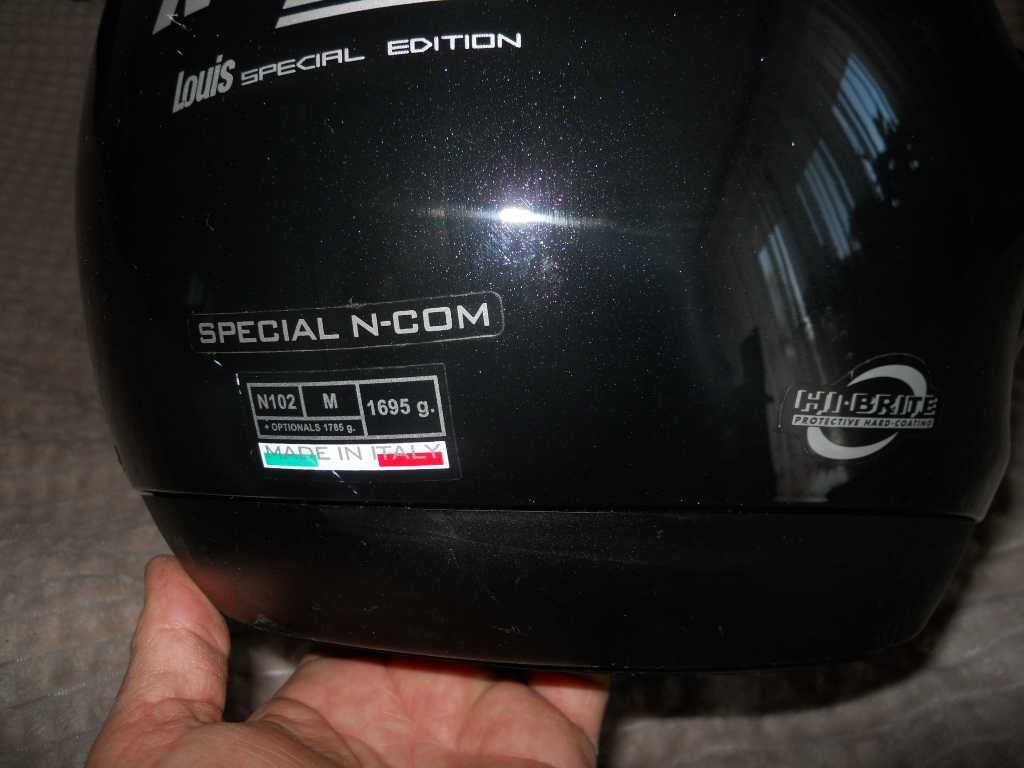 Louis SPECIAL EDITION
SPECIAL N-COM
N102 M 1695 g.
+ OPTIONALS 1785 g.
MADE IN ITALY
HI-BRITE
PROTECTIVE HARD-COATING